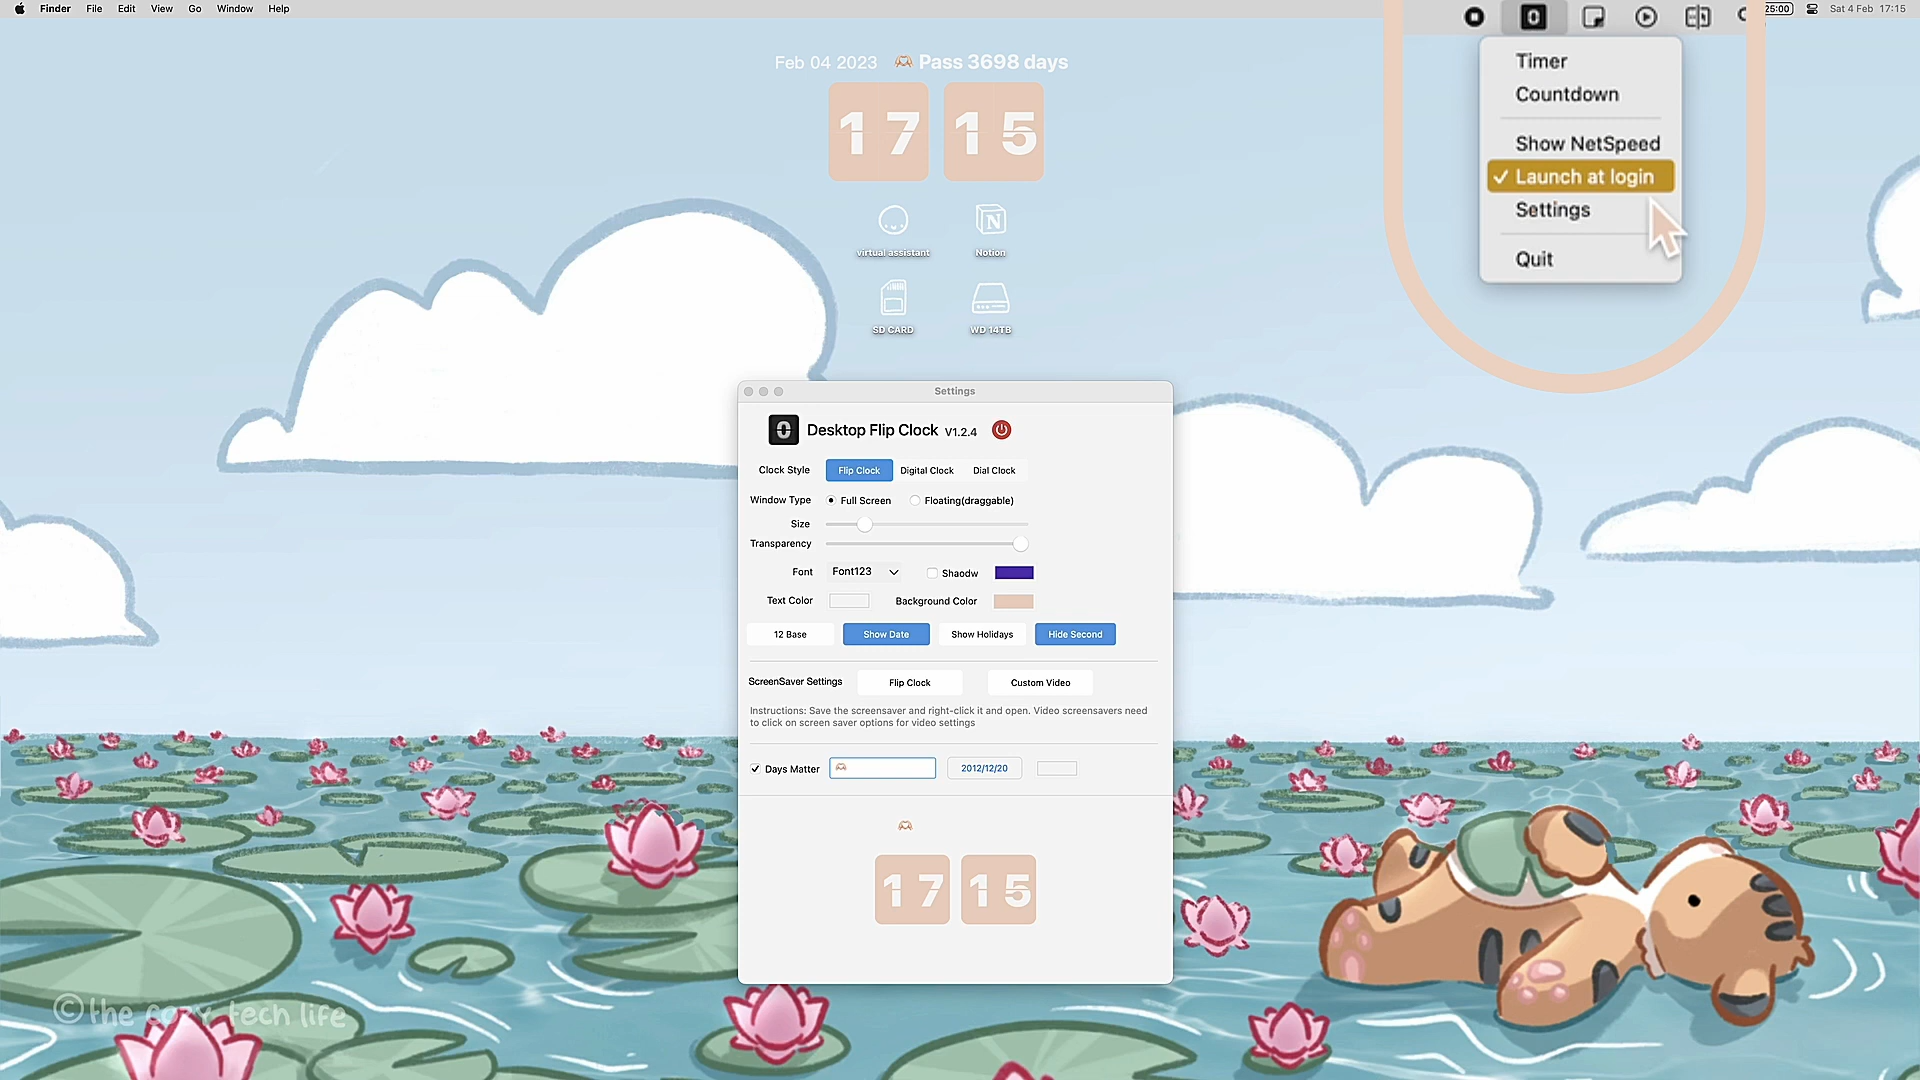 Finder File Edit View Go Window Help
25:00 Sat 4 Feb 17:15
Timer
Countdown
Show NetSpeed
✓ Launch at login
Settings
Quit
Feb 04 2023 Pass 3698 days
17 15
virtual assistant Notion
SD CARD WD 14TB
Settings
Desktop Flip Clock V1.2.4
Clock Style Flip Clock Digital Clock Dial Clock
Window Type Full Screen Floating(draggable)
Size
Transparency
Font Font123 Shaodw
Text Color Background Color
12 Base Show Date Show Holidays Hide Second
ScreenSaver Settings Flip Clock Custom Video
Instructions: Save the screensaver and right-click it and open. Video screensavers need
to click on screen saver options for video settings
Days Matter 2012/12/20
17 15
©the cozy tech life